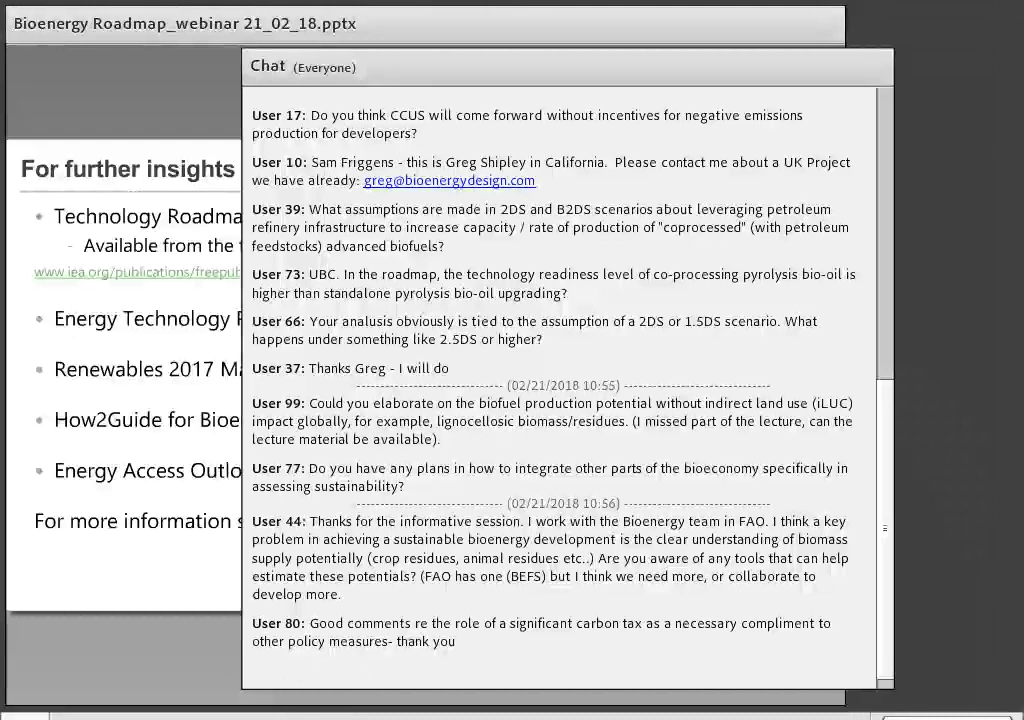 Bioenergy Roadmap_webinar 21_02_18.pptx
Chat (Everyone)
User 17: Do you think CCUS will come forward without incentives for negative emissions
production for developers?
User 10: Sam Friggens - this is Greg Shipley in California. Please contact me about a UK Project
we have already: greg@bioenergydesign.com
User 39: What assumptions are made in 2DS and B2DS scenarios about leveraging petroleum
refinery infrastructure to increase capacity / rate of production of "coprocessed" (with petroleum
feedstocks) advanced biofuels?
User 73: UBC. In the roadmap, the technology readiness level of co-processing pyrolysis bio-oil is
higher than standalone pyrolysis bio-oil upgrading?
User 66: Your analusis obviously is tied to the assumption of a 2DS or 1.5DS scenario. What
happens under something like 2.5DS or higher?
User 37: Thanks Greg - I will do
(02/21/2018 10:55)
User 99: Could you elaborate on the biofuel production potential without indirect land use (iLUC)
impact globally, for example, lignocellosic biomass/residues. (I missed part of the lecture, can the
lecture material be available).
User 77: Do you have any plans in how to integrate other parts of the bioeconomy specifically in
assessing sustainability?
(02/21/2018 10:56)
User 44: Thanks for the informative session. I work with the Bioenergy team in FAO. I think a key
problem in achieving a sustainable bioenergy development is the clear understanding of biomass
supply potentially (crop residues, animal residues etc..) Are you aware of any tools that can help
estimate these potentials? (FAO has one (BEFS) but I think we need more, or collaborate to
develop more.
User 80: Good comments re the role of a significant carbon tax as a necessary compliment to
other policy measures- thank you
For further insights
Technology Roadma
- Available from the
www.iea.org/publications/freepub
Energy Technology
Renewables 2017 Ma
How2Guide for Bioe
Energy Access Outlo
For more information s